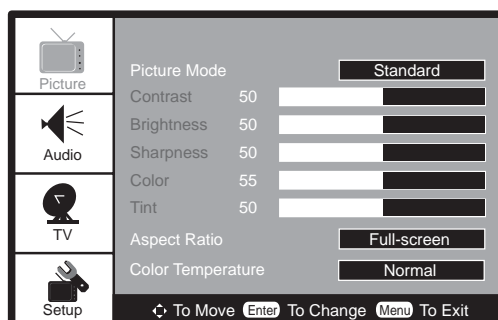 Picture
Audio
TV
Setup
Picture Mode Standard
Contrast 50
Brightness 50
Sharpness 50
Color 55
Tint 50
Aspect Ratio Full-screen
Color Temperature Normal
To Move Enter To Change Menu To Exit